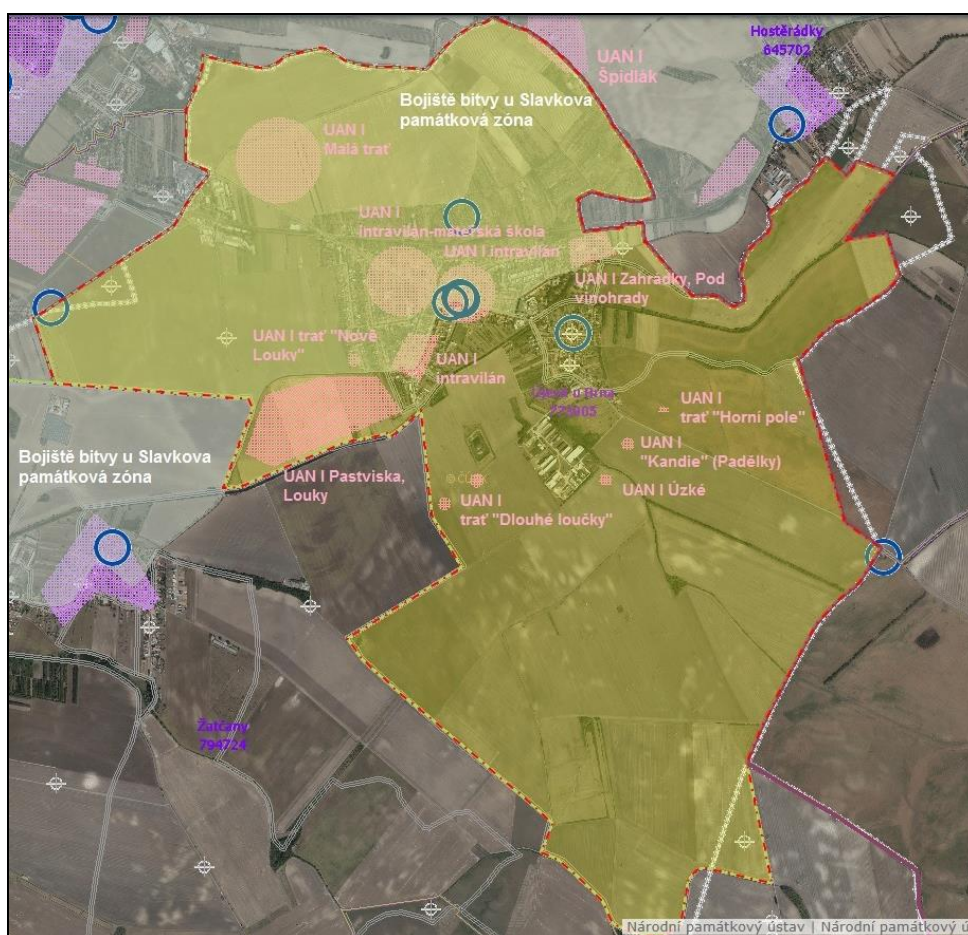 Hostěrádky
645702
UAN I
Špidlák
Bojiště bitvy u Slavkova
památková zóna
UAN I
Malá trať
UAN I
intravilán-mateřská škola
UAN I intravilán
UAN I Zahrádky, Pod
vinohrady
UAN I trať "Nové
Louky"
UAN I
intravilán
UAN I
trať "Horní pole"
Bojiště bitvy u Slavkova
památková zóna
UAN I
"Kandie" (Padělky)
UAN I Pastviska,
Louky
UAN I Úzké
UAN I
trať "Dlouhé loučky"
Žatčany
794724
Národní památkový ústav | Národní památkový ú